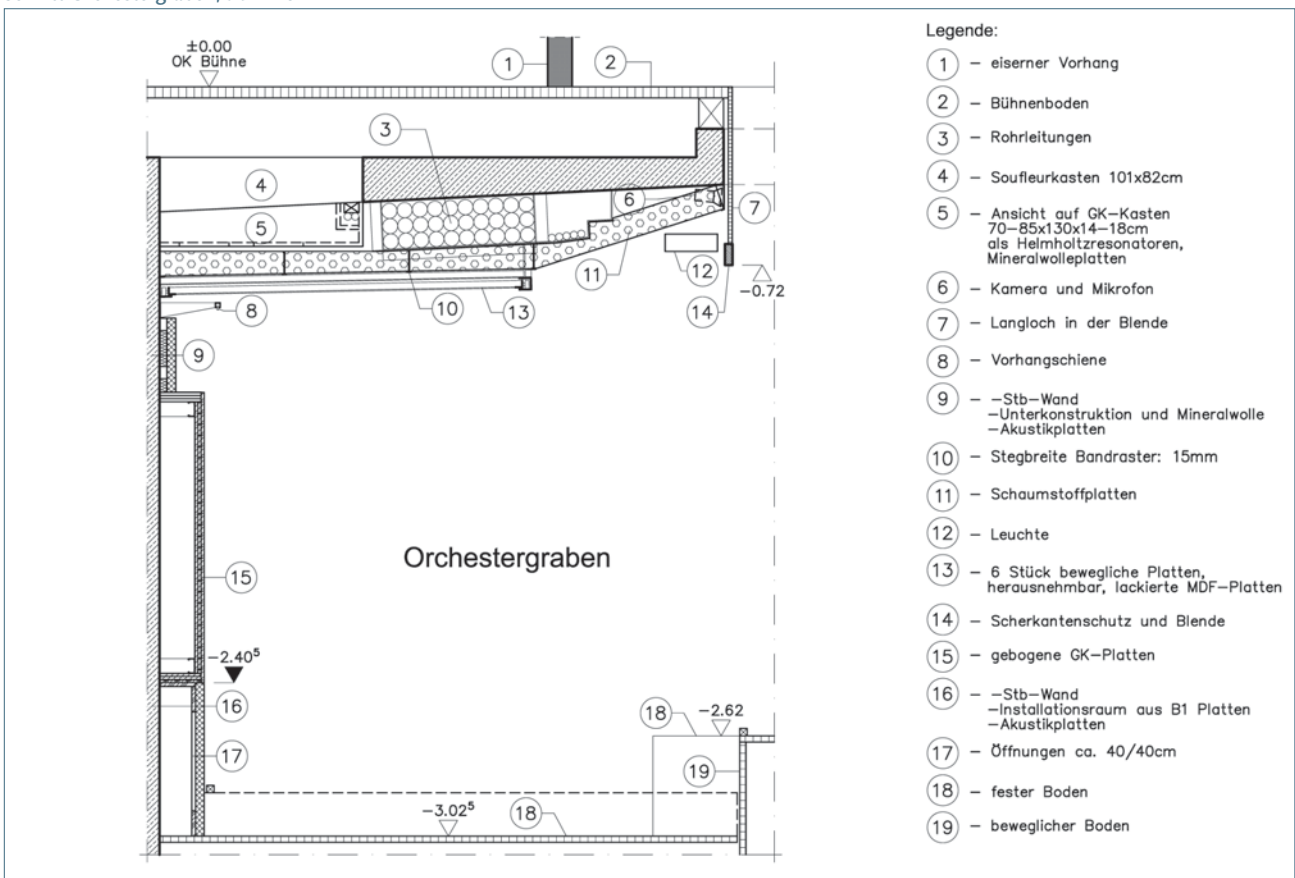 ±0.00
OK Bühne
1
2
3
4
5
6
7
8
9
10
11
12
13
14
−0.72
Orchestergraben
15
−2.40⁵
16
17
18
−2.62
19
−3.02⁵
18
Legende:
1 – eiserner Vorhang
2 – Bühnenboden
3 – Rohrleitungen
4 – Soufleurkasten 101x82cm
5 – Ansicht auf GK−Kasten
70−85x130x14−18cm
als Helmholtzresonatoren,
Mineralwolleplatten
6 – Kamera und Mikrofon
7 – Langloch in der Blende
8 – Vorhangschiene
9 – −Stb−Wand
−Unterkonstruktion und Mineralwolle
−Akustikplatten
10 – Stegbreite Bandraster: 15mm
11 – Schaumstoffplatten
12 – Leuchte
13 – 6 Stück bewegliche Platten,
herausnehmbar, lackierte MDF−Platten
14 – Scherkantenschutz und Blende
15 – gebogene GK−Platten
16 – −Stb−Wand
−Installationsraum aus B1 Platten
−Akustikplatten
17 – Öffnungen ca. 40/40cm
18 – fester Boden
19 – beweglicher Boden